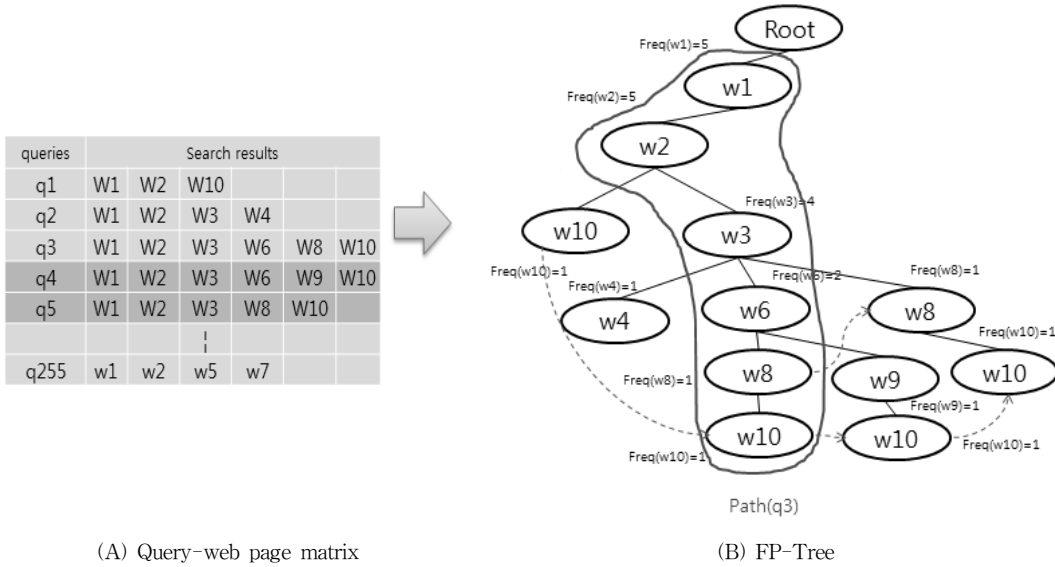 queries Search results
q1 W1 W2 W10
q2 W1 W2 W3 W4
q3 W1 W2 W3 W6 W8 W10
q4 W1 W2 W3 W6 W9 W10
q5 W1 W2 W3 W8 W10
q255 w1 w2 w5 w7
(A) Query-web page matrix
Root
Freq(w1)=5
w1
Freq(w2)=5
w2
Freq(w3)=4
w10
w3
Freq(w10)=1
Freq(w4)=1
Freq(w6)=2
Freq(w8)=1
w4
w6
w8
Freq(w10)=1
Freq(w8)=1
w8
w9
w10
Freq(w9)=1
w10
w10
Freq(w10)=1
Freq(w10)=1
Path(q3)
(B) FP-Tree